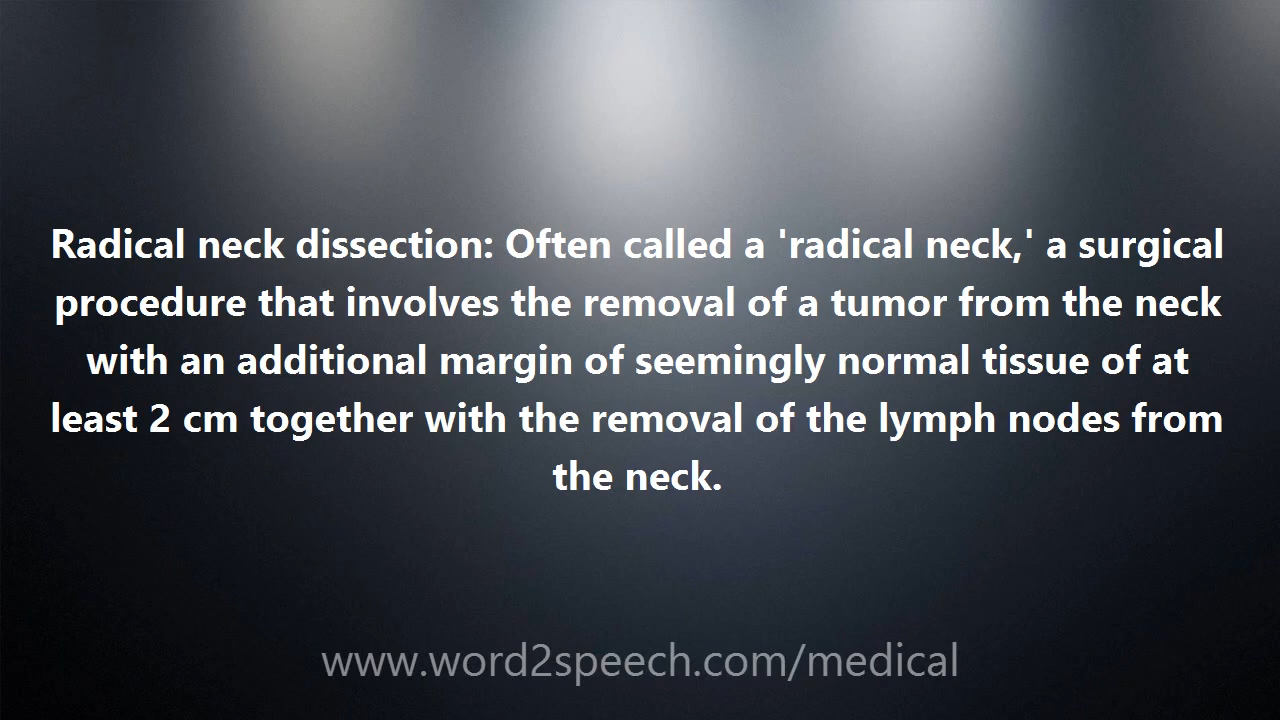 Radical neck dissection: Often called a 'radical neck,' a surgical
procedure that involves the removal of a tumor from the neck
with an additional margin of seemingly normal tissue of at
least 2 cm together with the removal of the lymph nodes from
the neck.
www.word2speech.com/medical